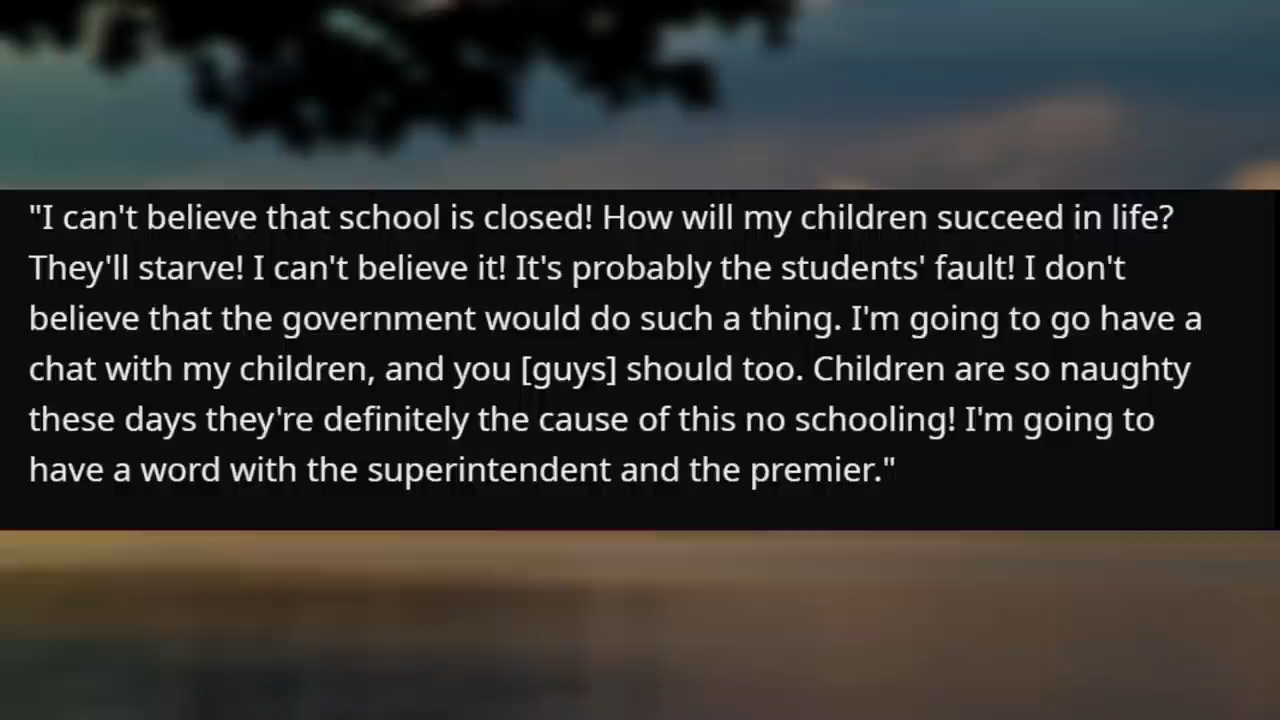 "I can't believe that school is closed! How will my children succeed in life?
They'll starve! I can't believe it! It's probably the students' fault! I don't
believe that the government would do such a thing. I'm going to go have a
chat with my children, and you [guys] should too. Children are so naughty
these days they're definitely the cause of this no schooling! I'm going to
have a word with the superintendent and the premier."